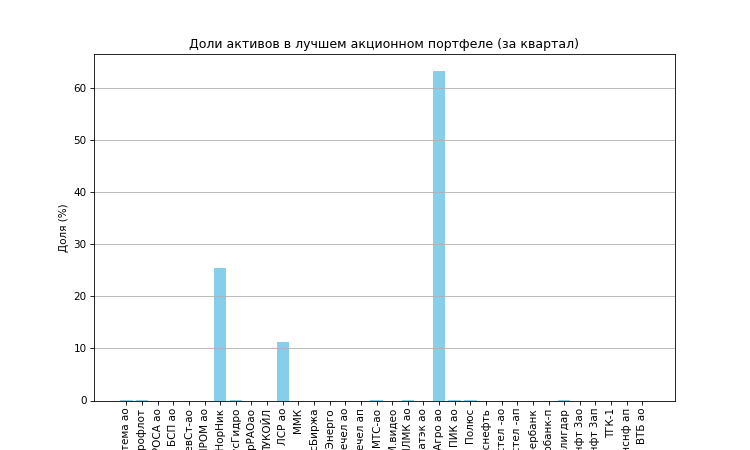 Доли активов в лучшем акционном портфеле (за квартал)
Доля (%)
60
50
40
30
20
10
0
тема ао
рофлот
РОСА ао
БСП ао
евСт-ао
ПРОМ ао
НорНик
сГидро
рРАОао
ЛУКОЙЛ
ЛСР ао
ММК
сБиржа
Энерго
ечел ао
ечел ап
МТС-ао
М.видео
ЛМК ао
атэк ао
Агро ао
ПИК ао
Полюс
снефть
стел -ао
стел -ап
ербанк
рбанк-п
лигдар
нфт 3ао
нфт 3ап
ТГК-1
нснф ап
ВТБ ао